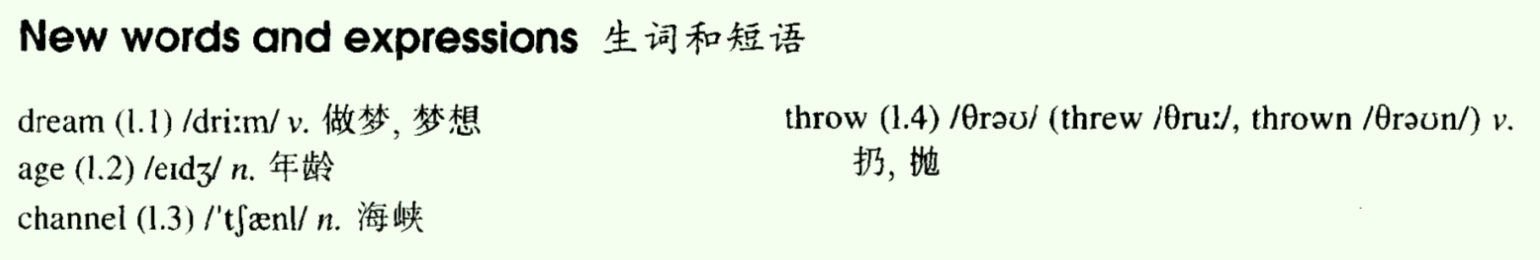 New words and expressions 生词和短语
dream (l.1) /driːm/ v. 做梦, 梦想
age (l.2) /eɪdʒ/ n. 年龄
channel (l.3) /ˈtʃænl/ n. 海峡
throw (l.4) /θrəʊ/ (threw /θruː/, thrown /θrəʊn/) v.
扔, 抛